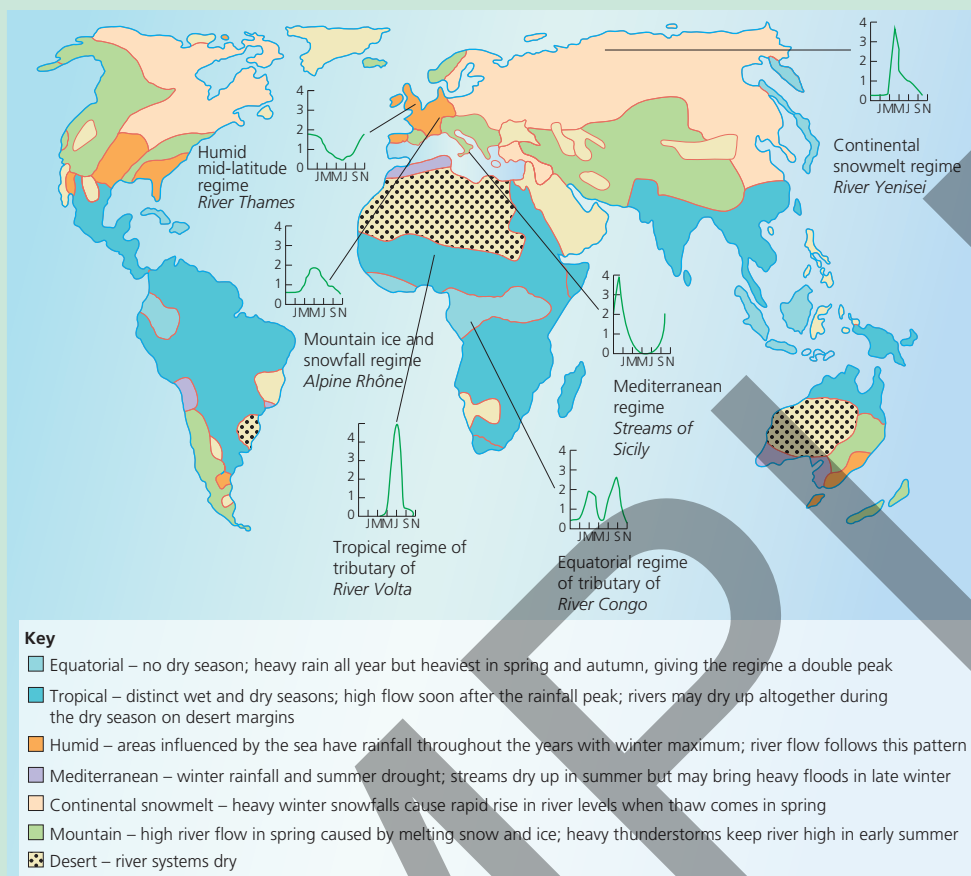 4
3
2
1
0
JMMJ S N
Continental
snowmelt regime
River Yenisei
4
3
2
1
0
JMMJ S N
Humid
mid-latitude
regime
River Thames
4
3
2
1
0
JMMJ S N
Mountain ice and
snowfall regime
Alpine Rhône
4
3
2
1
0
JMMJ S N
Mediterranean
regime
Streams of
Sicily
4
3
2
1
0
JMMJ S N
Tropical regime of
tributary of
River Volta
4
3
2
1
0
JMMJ S N
Equatorial regime
of tributary of
River Congo
Key
Equatorial – no dry season; heavy rain all year but heaviest in spring and autumn, giving the regime a double peak
Tropical – distinct wet and dry seasons; high flow soon after the rainfall peak; rivers may dry up altogether during
the dry season on desert margins
Humid – areas influenced by the sea have rainfall throughout the years with winter maximum; river flow follows this pattern
Mediterranean – winter rainfall and summer drought; streams dry up in summer but may bring heavy floods in late winter
Continental snowmelt – heavy winter snowfalls cause rapid rise in river levels when thaw comes in spring
Mountain – high river flow in spring caused by melting snow and ice; heavy thunderstorms keep river high in early summer
Desert – river systems dry